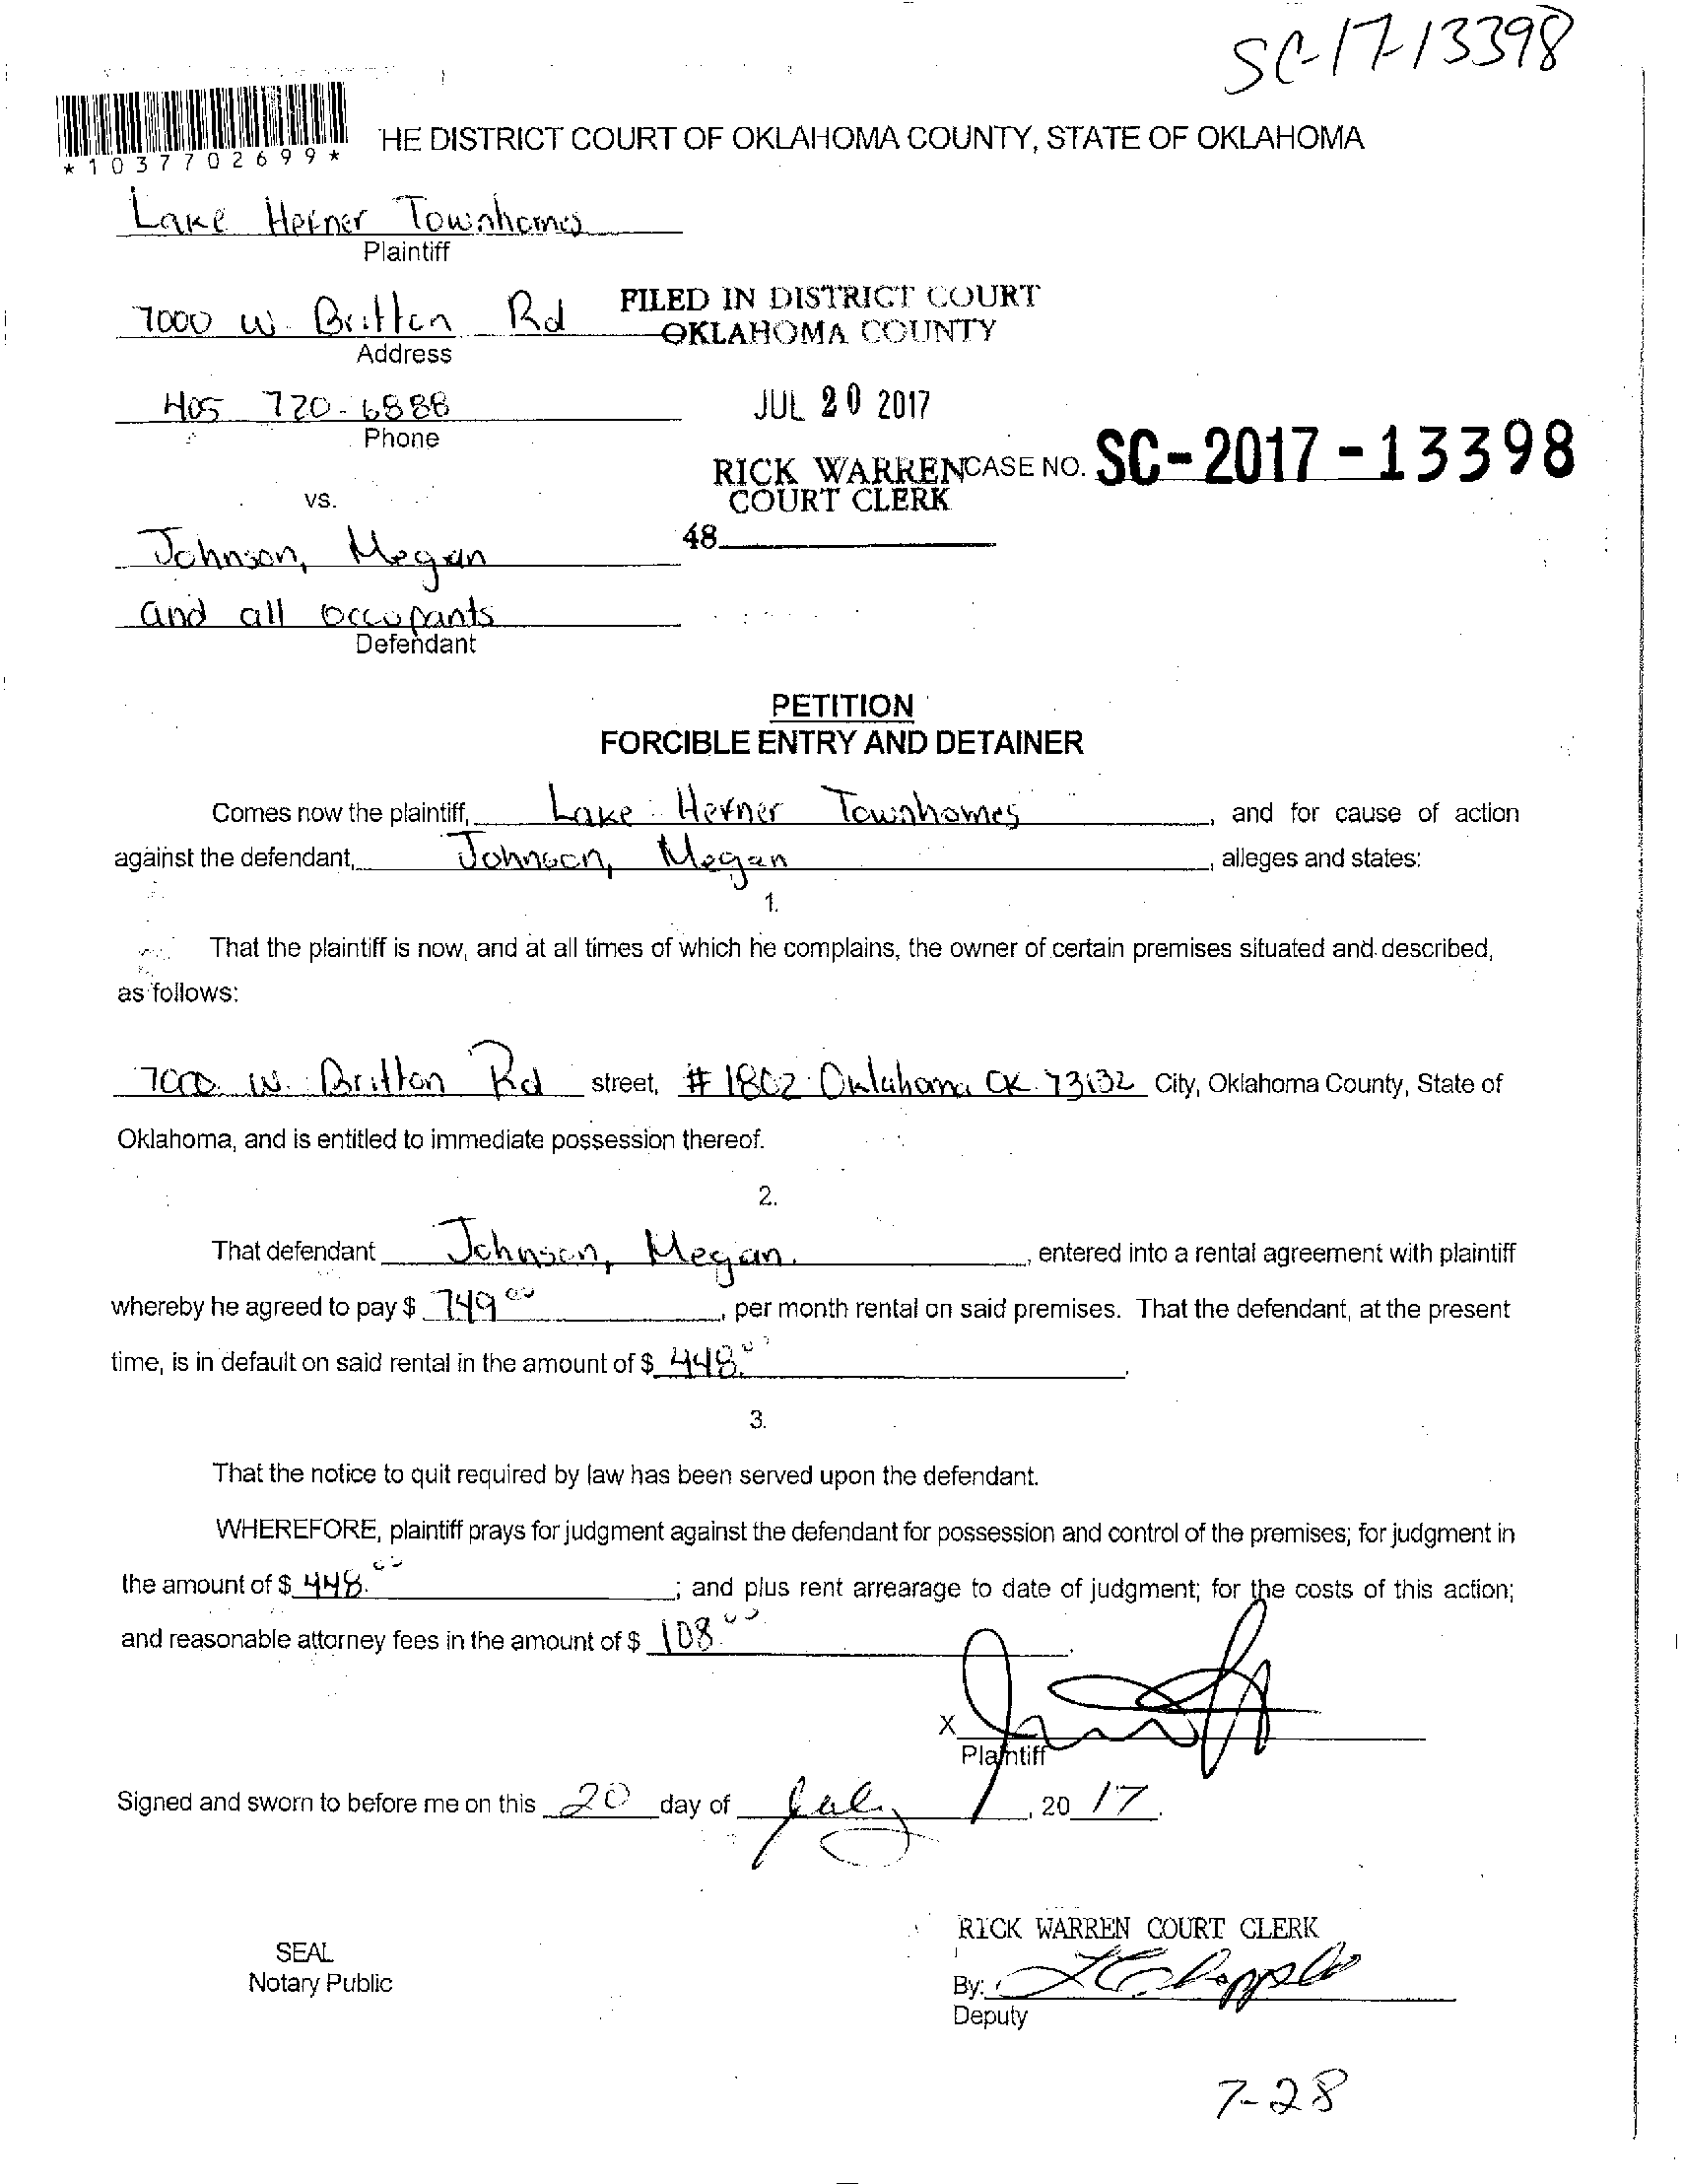 SC-17-13398
*1037702699*
HE DISTRICT COURT OF OKLAHOMA COUNTY, STATE OF OKLAHOMA
Lake Hefner Townhomes
Plaintiff
7000 W. Britton Rd
Address
FILED IN DISTRICT COURT
OKLAHOMA COUNTY
405 720-6888
Phone
JUL 20 2017
RICK WARREN
COURT CLERK
CASE NO. SC-2017-13398
vs.
48
Johnson, Megan
and all occupants
Defendant
PETITION
FORCIBLE ENTRY AND DETAINER
Comes now the plaintiff, Lake Hefner Townhomes, and for cause of action
against the defendant, Johnson, Megan, alleges and states:
1.
That the plaintiff is now, and at all times of which he complains, the owner of certain premises situated and described,
as follows:
7000 W. Britton Rd street, # 1802 Oklahoma OK 73132 City, Oklahoma County, State of
Oklahoma, and is entitled to immediate possession thereof.
2.
That defendant Johnson, Megan, entered into a rental agreement with plaintiff
whereby he agreed to pay $ 749.00, per month rental on said premises. That the defendant, at the present
time, is in default on said rental in the amount of $ 448.00.
3.
That the notice to quit required by law has been served upon the defendant.
WHEREFORE, plaintiff prays for judgment against the defendant for possession and control of the premises; for judgment in
the amount of $ 448.00; and plus rent arrearage to date of judgment; for the costs of this action;
and reasonable attorney fees in the amount of $ 108.00.
X
Plaintiff
Signed and sworn to before me on this 20 day of July, 20 17.
RICK WARREN COURT CLERK
SEAL
Notary Public
By:
Deputy
7-28